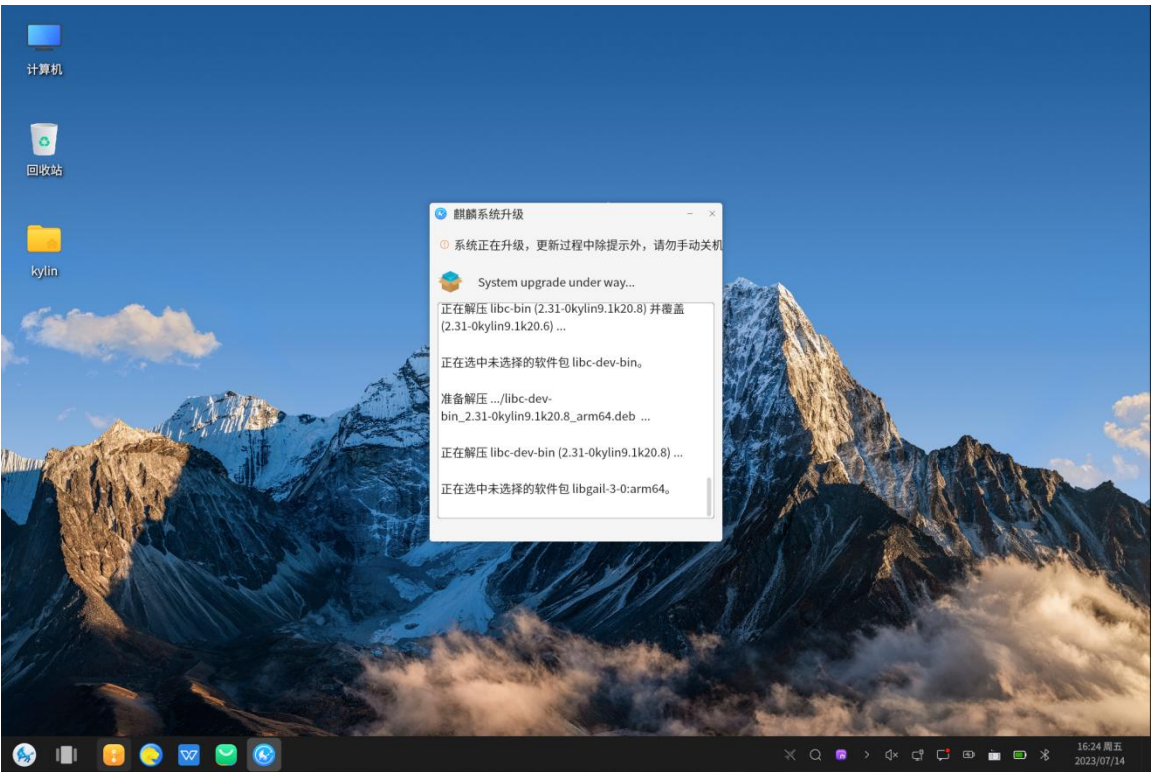 计算机
回收站
kylin
麒麟系统升级
系统正在升级，更新过程中除提示外，请勿手动关机
System upgrade under way...
正在解压 libc-bin (2.31-0kylin9.1k20.8) 并覆盖
(2.31-0kylin9.1k20.6) ...
正在选中未选择的软件包 libc-dev-bin。
准备解压 .../libc-dev-
bin_2.31-0kylin9.1k20.8_arm64.deb ...
正在解压 libc-dev-bin (2.31-0kylin9.1k20.8) ...
正在选中未选择的软件包 libgail-3-0:arm64。
16:24 周五
2023/07/14